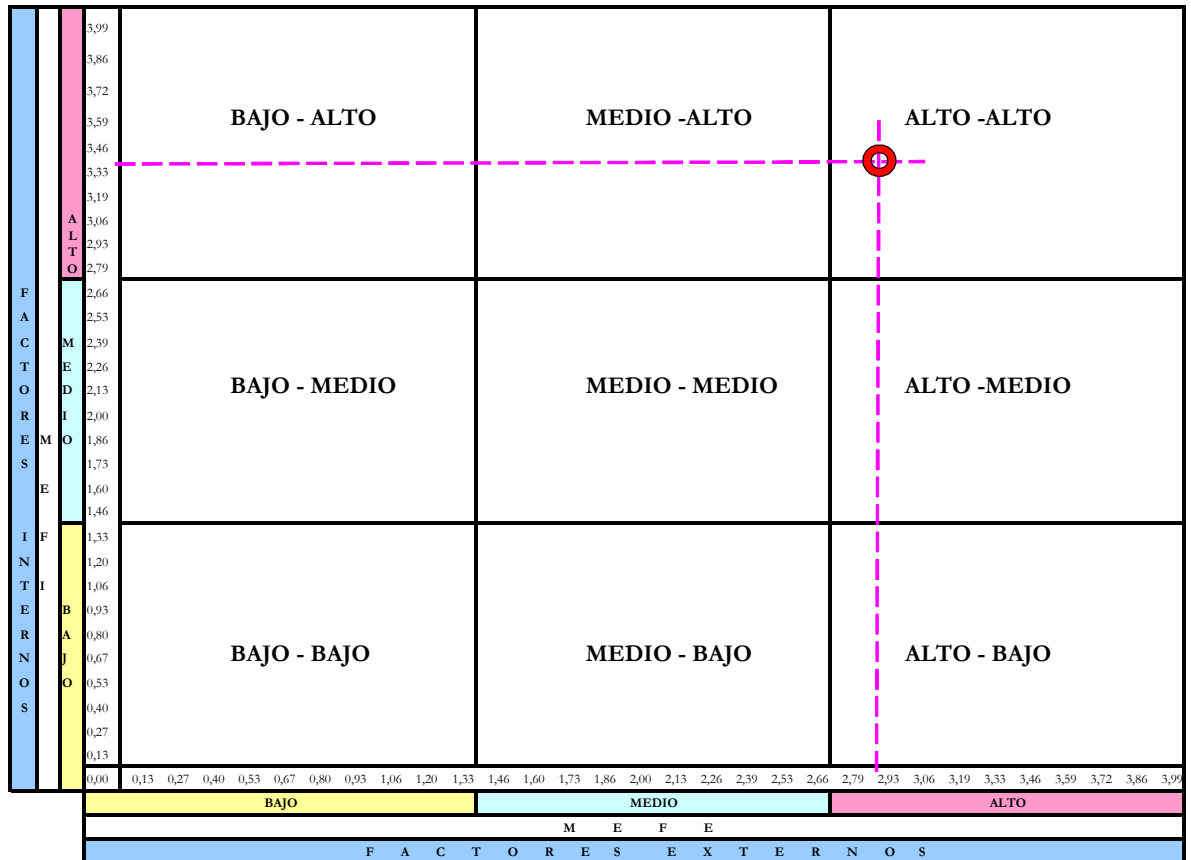 FACTORES INTERNOS
MEFI
ALTO
MEDIO
BAJO
3,99
3,86
3,72
3,59
BAJO - ALTO MEDIO -ALTO ALTO -ALTO
3,46
3,33
3,19
3,06
2,93
2,79
2,66
2,53
2,39
2,26
2,13
BAJO - MEDIO MEDIO - MEDIO ALTO -MEDIO
2,00
1,86
1,73
1,60
1,46
1,33
1,20
1,06
0,93
0,80
0,67
BAJO - BAJO MEDIO - BAJO ALTO - BAJO
0,53
0,40
0,27
0,13
0,00 0,13 0,27 0,40 0,53 0,67 0,80 0,93 1,06 1,20 1,33 1,46 1,60 1,73 1,86 2,00 2,13 2,26 2,39 2,53 2,66 2,79 2,93 3,06 3,19 3,33 3,46 3,59 3,72 3,86 3,99
BAJO MEDIO ALTO
M E F E
F A C T O R E S E X T E R N O S